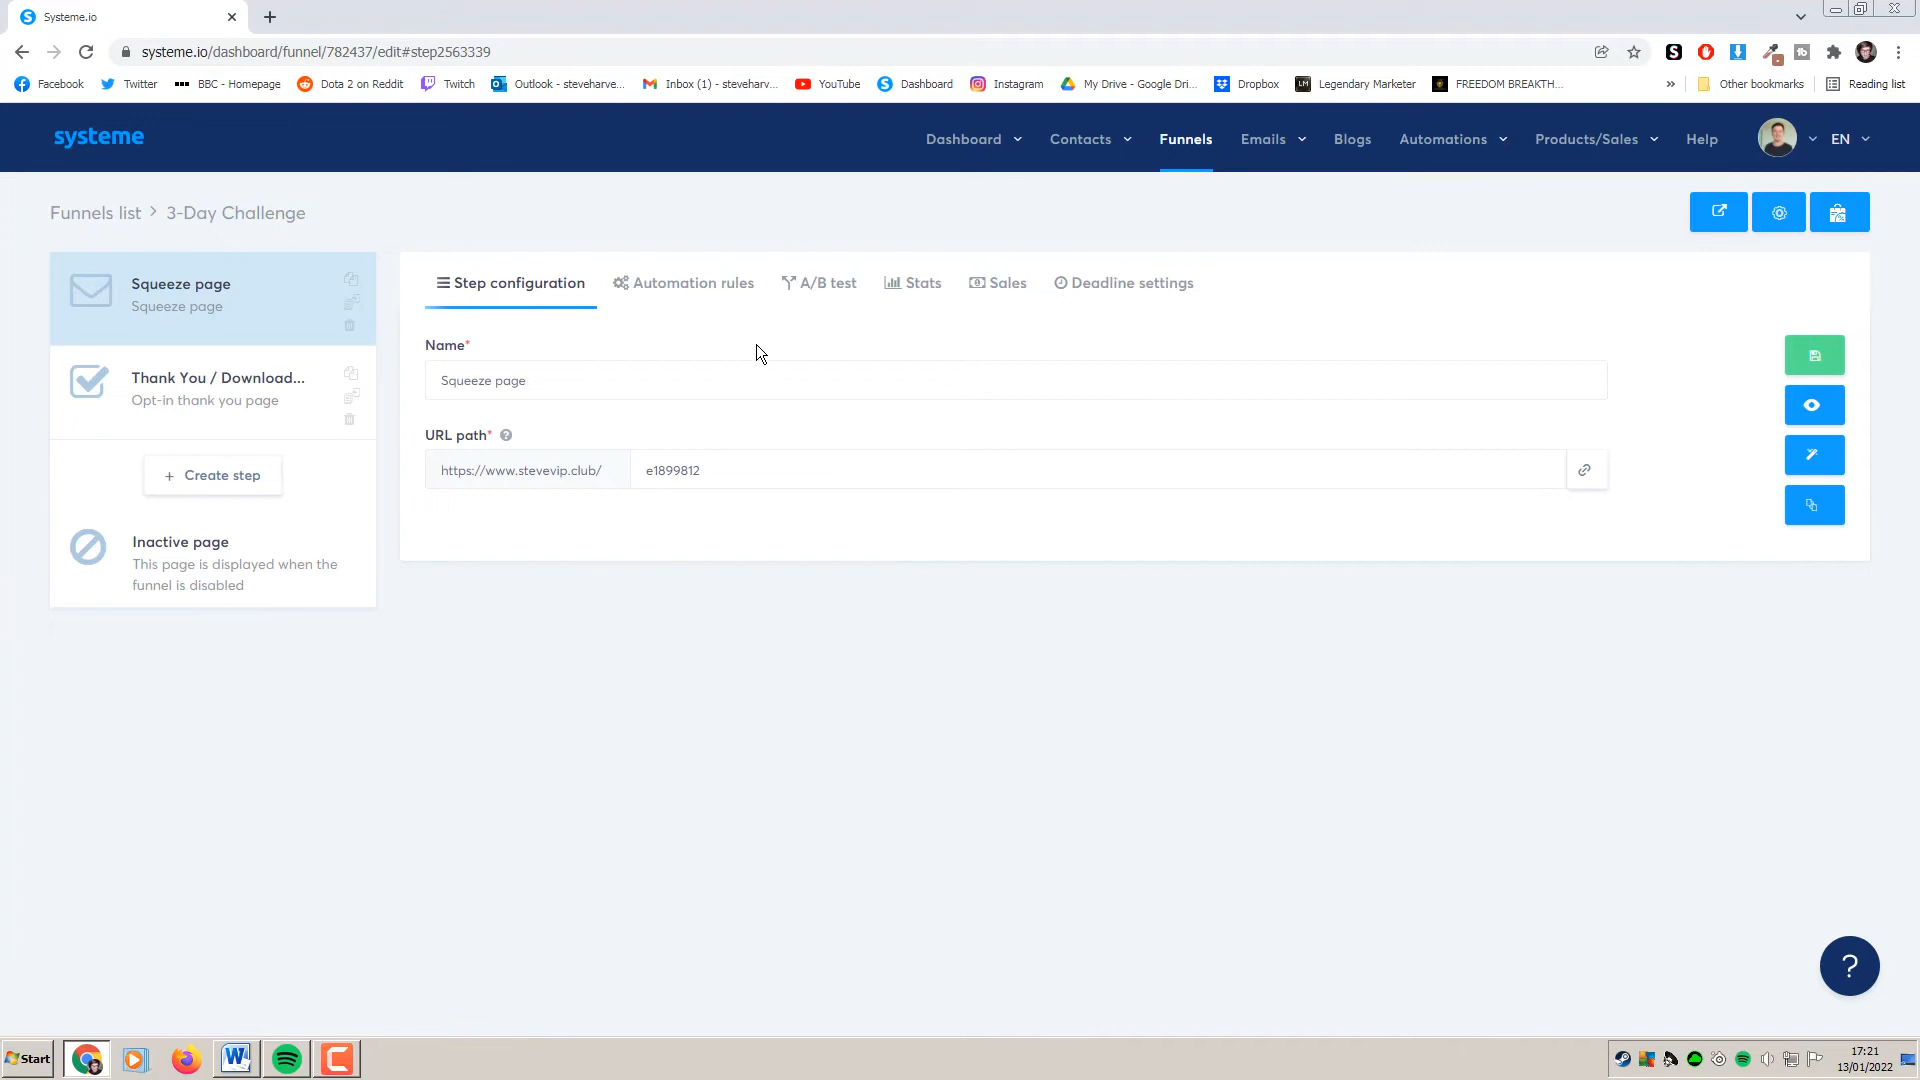 Systeme.io
systeme.io/dashboard/funnel/782437/edit#step2563339
Facebook
Twitter
BBC - Homepage
Dota 2 on Reddit
Twitch
Outlook - steveharve...
Inbox (1) - steveharv...
YouTube
Dashboard
Instagram
My Drive - Google Dri...
Dropbox
Legendary Marketer
FREEDOM BREAKTH...
»
Other bookmarks
Reading list
systeme
Dashboard
Contacts
Funnels
Emails
Blogs
Automations
Products/Sales
Help
EN
Funnels list > 3-Day Challenge
Squeeze page
Squeeze page
Thank You / Download...
Opt-in thank you page
+ Create step
Inactive page
This page is displayed when the
funnel is disabled
Step configuration
Automation rules
A/B test
Stats
Sales
Deadline settings
Name*
Squeeze page
URL path*
https://www.stevevip.club/
e1899812
?
Start
17:21
13/01/2022